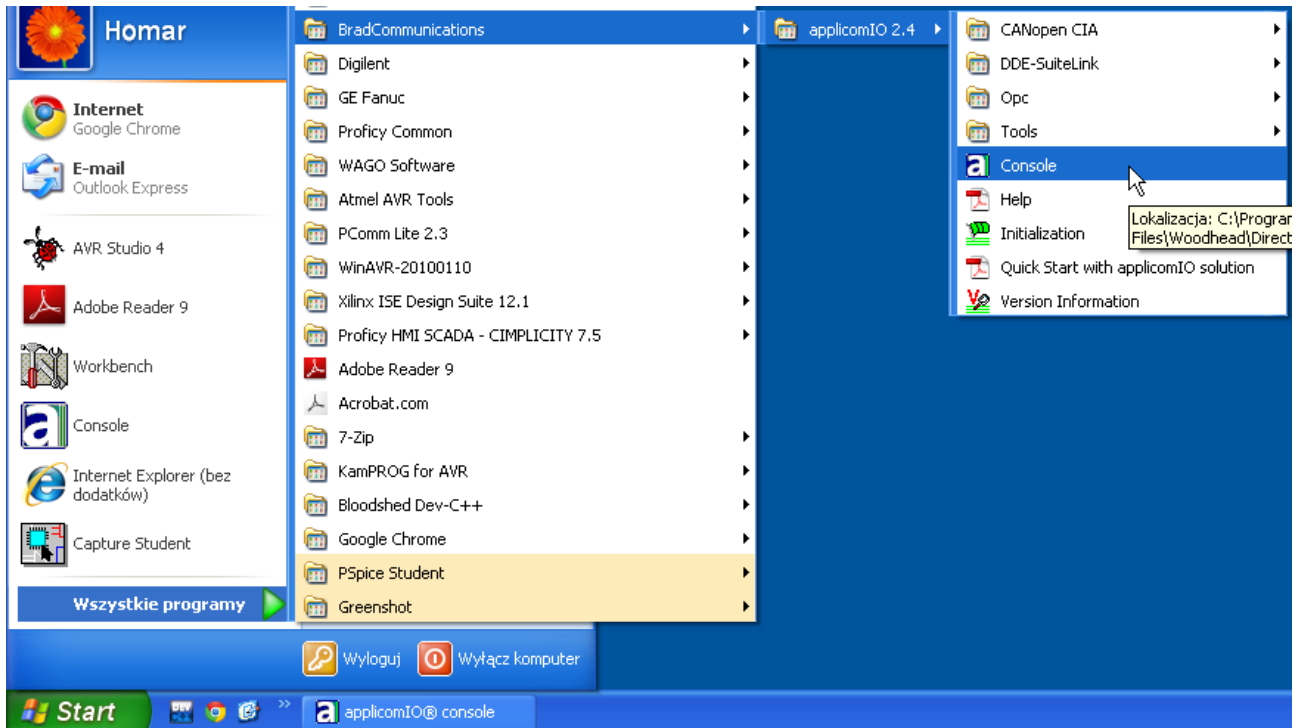 Homar
Internet
Google Chrome
E-mail
Outlook Express
AVR Studio 4
Adobe Reader 9
Workbench
Console
Internet Explorer (bez
dodatków)
Capture Student
Wszystkie programy
BradCommunications
Digilent
GE Fanuc
Proficy Common
WAGO Software
Atmel AVR Tools
PComm Lite 2.3
WinAVR-20100110
Xilinx ISE Design Suite 12.1
Proficy HMI SCADA - CIMPLICITY 7.5
Adobe Reader 9
Acrobat.com
7-Zip
KamPROG for AVR
Bloodshed Dev-C++
Google Chrome
PSpice Student
Greenshot
applicomIO 2.4
CANopen CIA
DDE-SuiteLink
Opc
Tools
Console
Help
Initialization
Quick Start with applicomIO solution
Version Information
Lokalizacja: C:\Program
Files\Woodhead\Direct
Wyloguj
Wyłącz komputer
Start
applicomIO® console